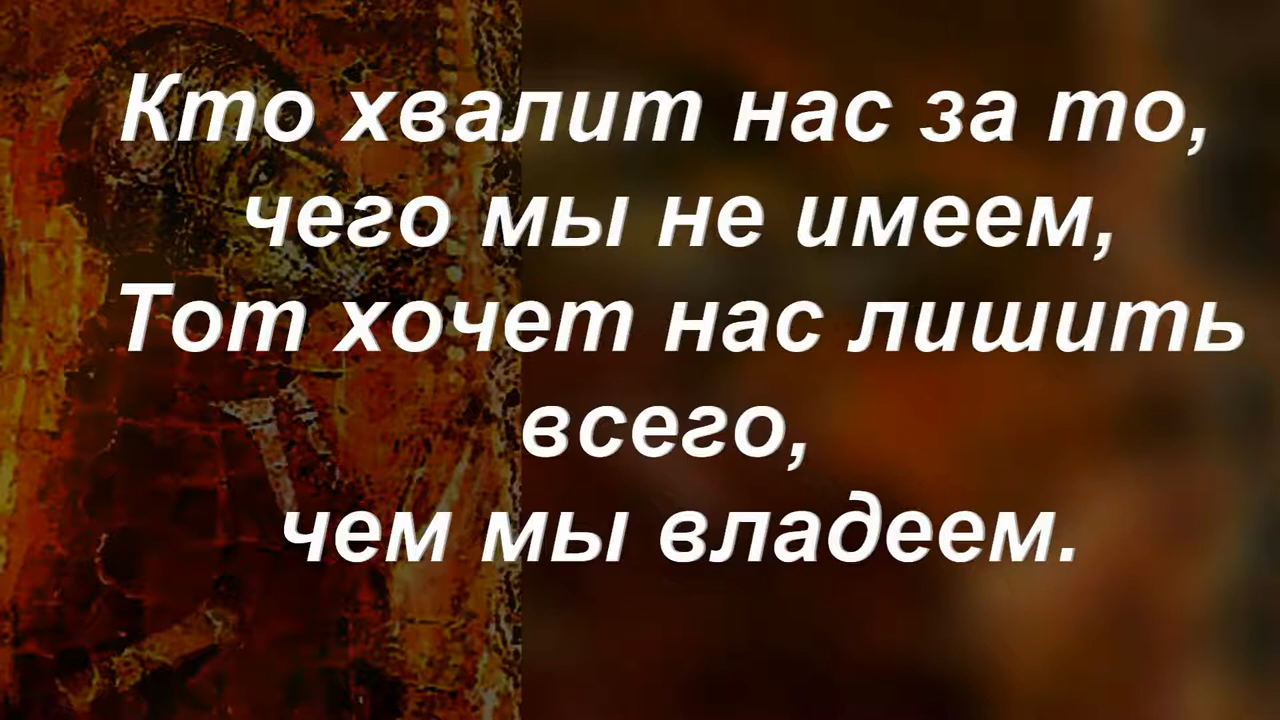 Кто хвалит нас за то,
чего мы не имеем,
Тот хочет нас лишить
всего,
чем мы владеем.